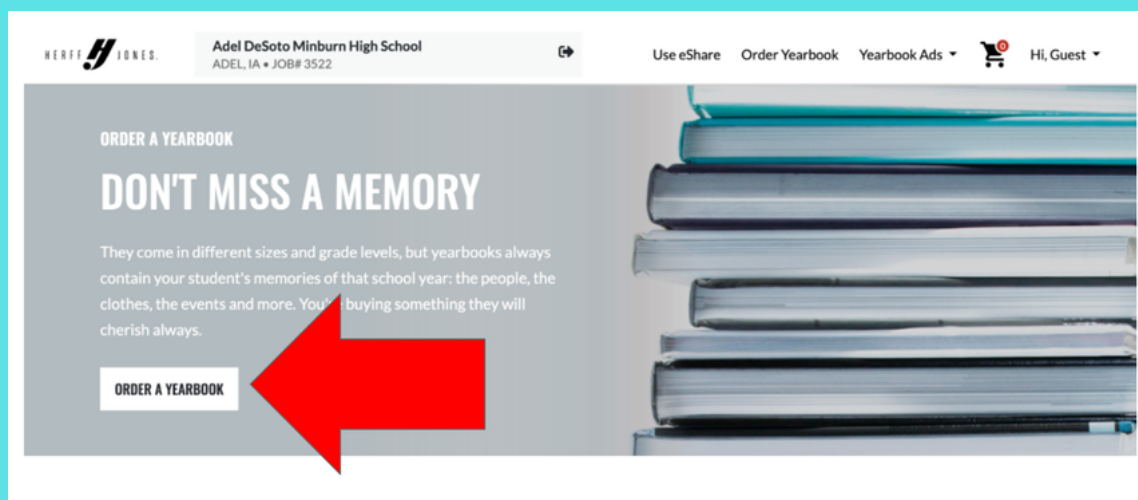 HERFF JONES.
Adel DeSoto Minburn High School
ADEL, IA • JOB# 3522
Use eShare
Order Yearbook
Yearbook Ads
0
Hi, Guest
ORDER A YEARBOOK
DON'T MISS A MEMORY
They come in different sizes and grade levels, but yearbooks always
contain your student's memories of that school year: the people, the
clothes, the events and more. You're buying something they will
cherish always.
ORDER A YEARBOOK